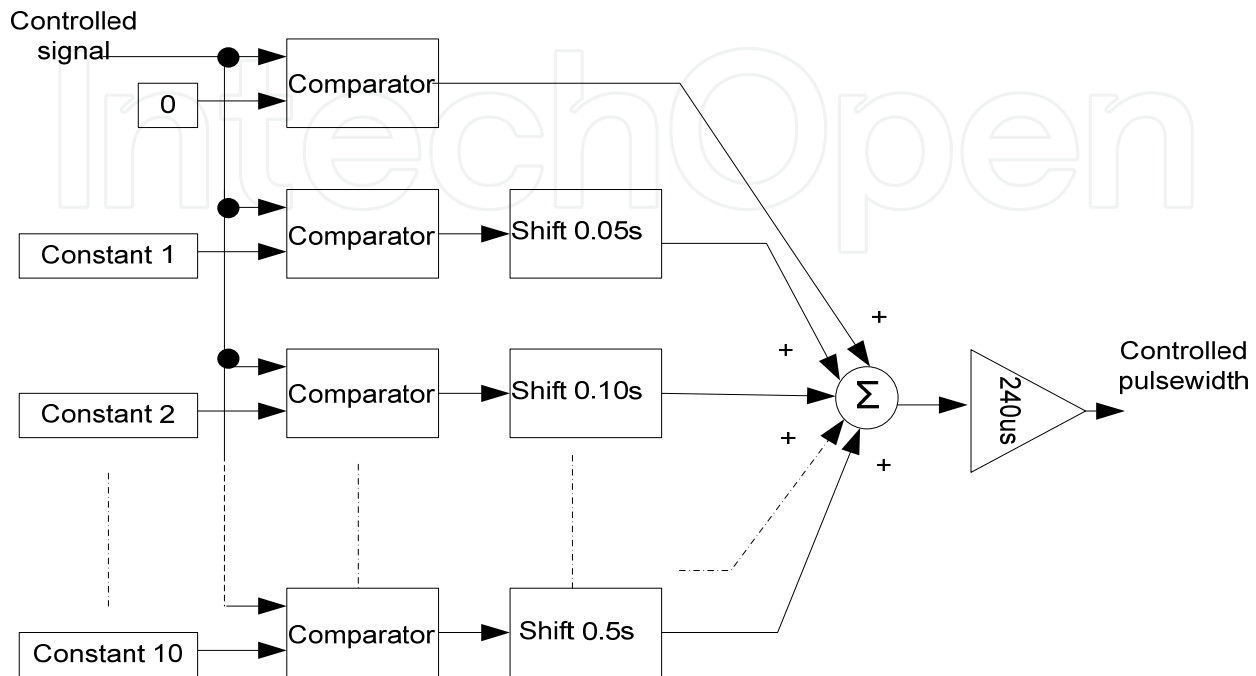 Controlled
signal
IntechOpen
0
Comparator
Constant 1
Comparator
Shift 0.05s
+
+
Constant 2
Comparator
Shift 0.10s
Σ
240us
Controlled
pulsewidth
+
+
Constant 10
Comparator
Shift 0.5s